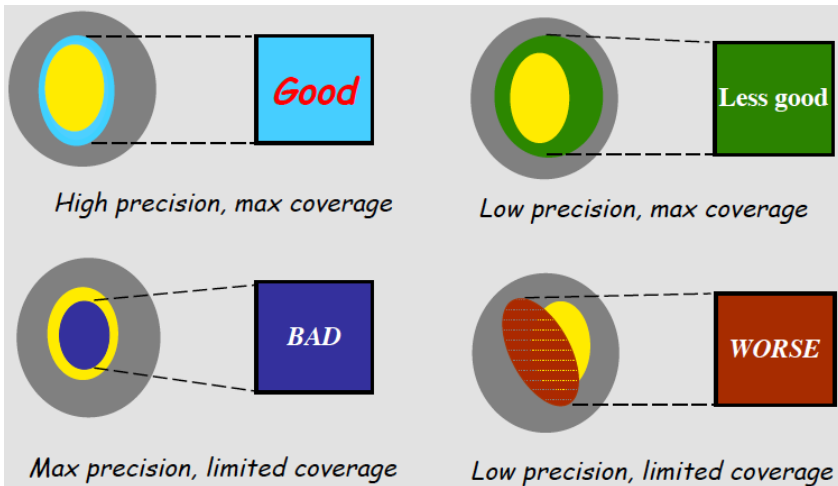 Good
High precision, max coverage
Less good
Low precision, max coverage
BAD
Max precision, limited coverage
WORSE
Low precision, limited coverage